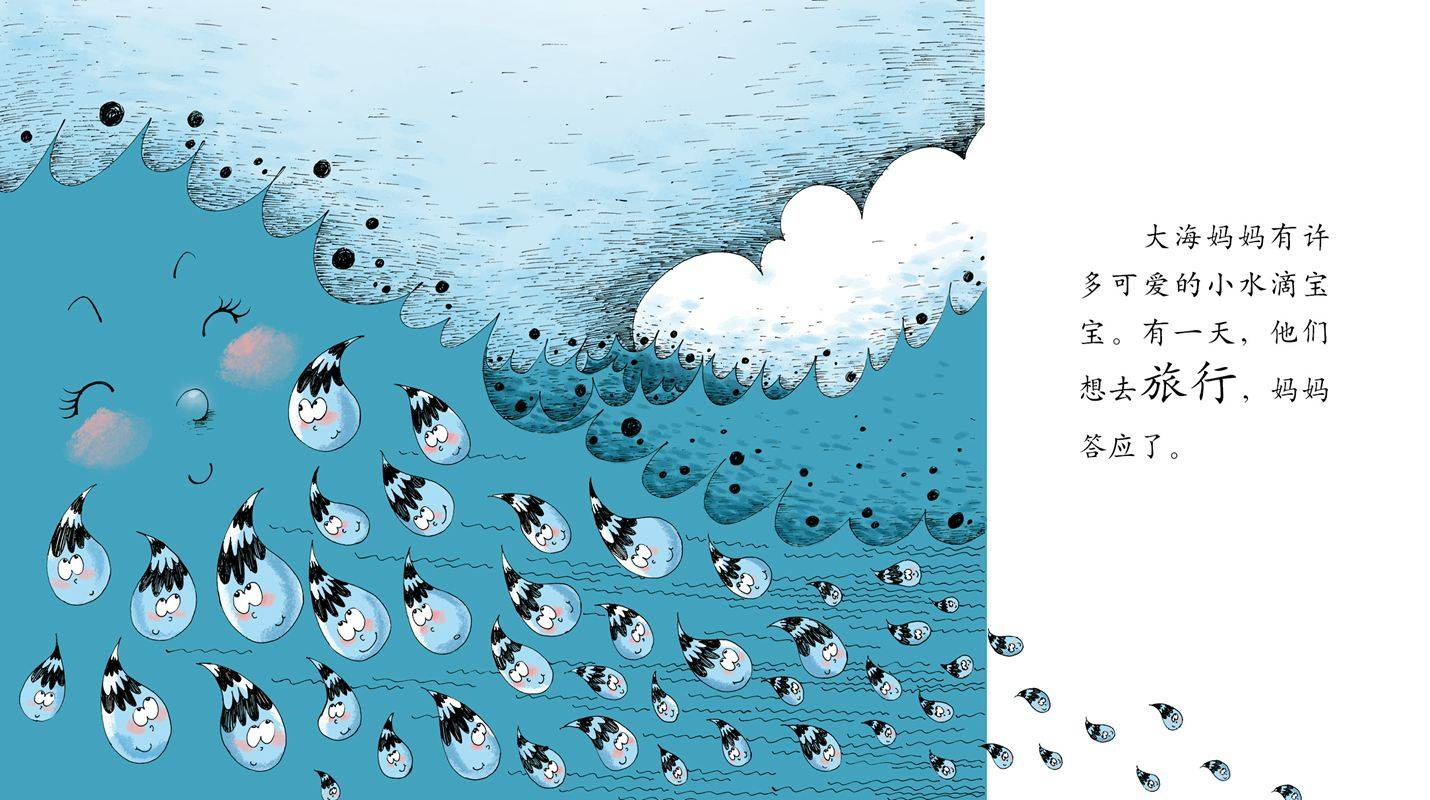 大海妈妈有许
多可爱的小水滴宝
宝。有一天，他们
想去旅行，妈妈
答应了。